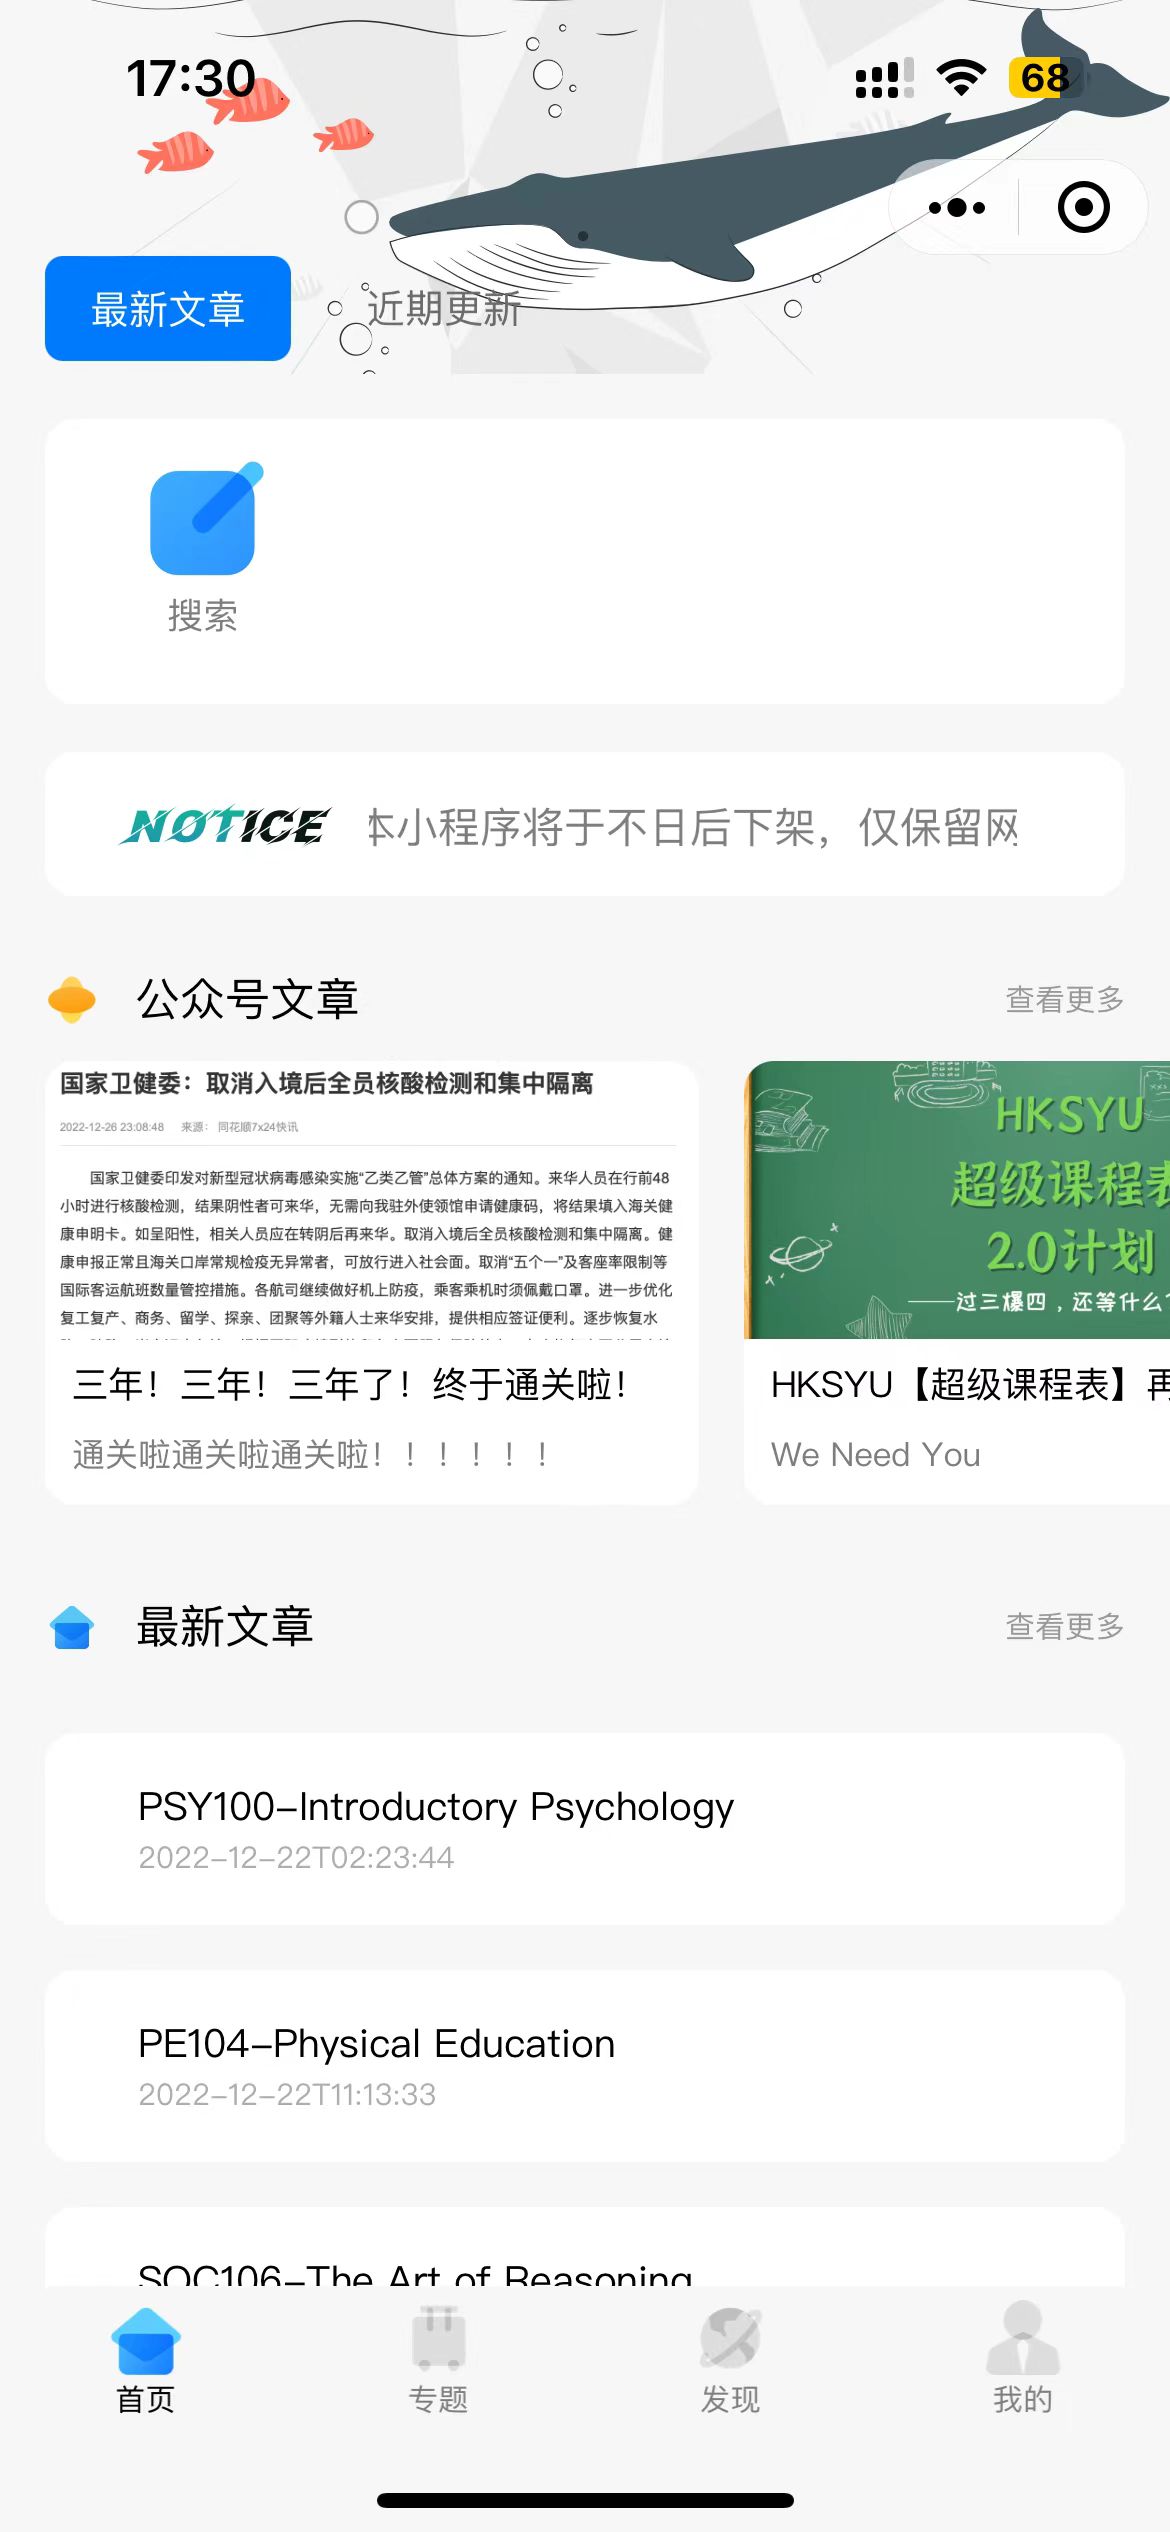 17:30
68
最新文章
近期更新
搜索
NOTICE
本小程序将于不日后下架，仅保留网
公众号文章
查看更多
国家卫健委：取消入境后全员核酸检测和集中隔离
2022-12-26 23:08:48 来源：同花顺7x24快讯
国家卫健委印发对新型冠状病毒感染实施“乙类乙管”总体方案的通知。来华人员在行前48
小时进行核酸检测，结果阴性者可来华，无需向我驻外使领馆申请健康码，将结果填入海关健
康申明卡。如呈阳性，相关人员应在转阴后再来华。取消入境后全员核酸检测和集中隔离。健
康申报正常且海关口岸常规检疫无异常者，可放行进入社会面。取消“五个一”及客座率限制等
国际客运航班数量管控措施。各航司继续做好机上防疫，乘客乘机时须佩戴口罩。进一步优化
复工复产、商务、留学、探亲、团聚等外籍人士来华安排，提供相应签证便利。逐步恢复水
三年！三年！三年了！终于通关啦！
通关啦通关啦通关啦！！！！！！
HKSYU
超级课程表
2.0计划
——过三爆四，还等什么？
HKSYU【超级课程表】再
We Need You
最新文章
查看更多
PSY100-Introductory Psychology
2022-12-22T02:23:44
PE104-Physical Education
2022-12-22T11:13:33
SOC106-The Art of Reasoning
首页
专题
发现
我的